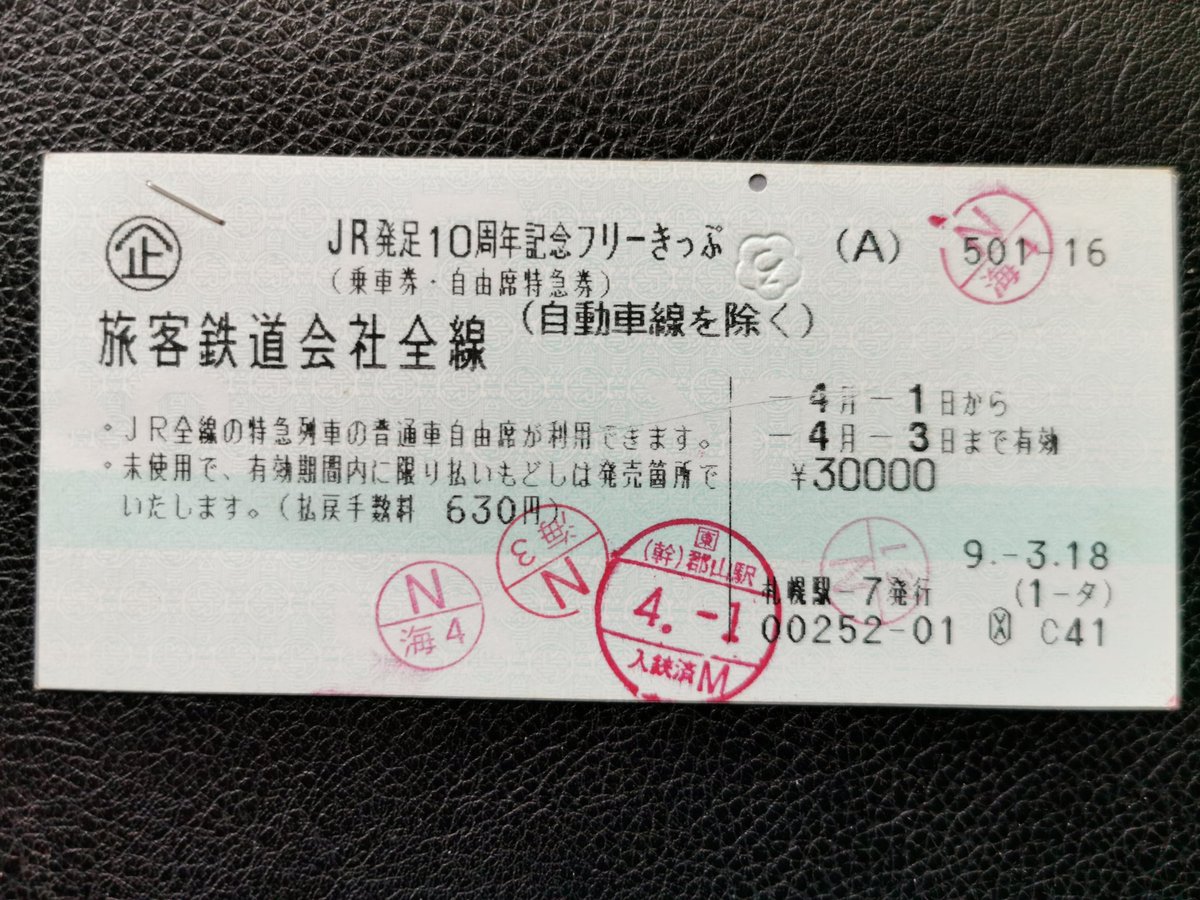 企
JR発足10周年記念フリーきっぷ (A) 501-16
(乗車券・自由席特急券)
旅客鉄道会社全線 (自動車線を除く)
・JR全線の特急列車の普通車自由席が利用できます。
・未使用で、有効期間内に限り払いもどしは発売箇所で
いたします。(払戻手数料 630円)
-4月-1日から
-4月-3日まで有効
¥30000
9.-3.18
札幌駅 7発行 (1-タ)
00252-01 X C41
N
海4
N
海3
東
(幹)郡山駅
4.-1
入鋏済M
N
海4
M